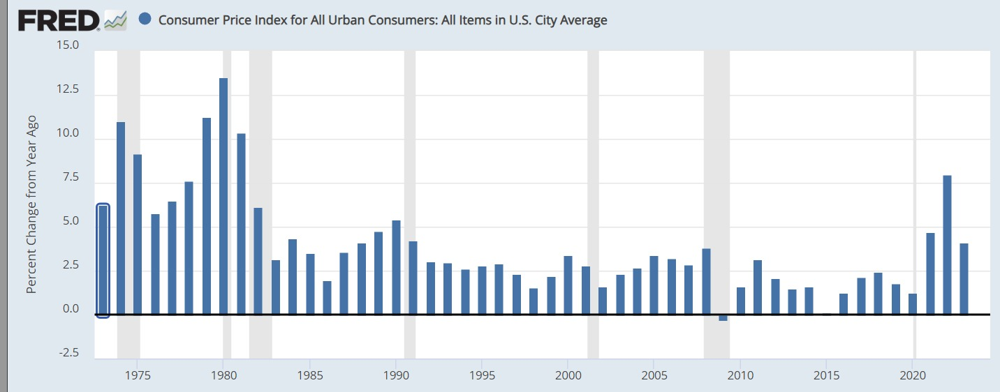 FRED
Consumer Price Index for All Urban Consumers: All Items in U.S. City Average
15.0
12.5
10.0
7.5
5.0
2.5
0.0
-2.5
Percent Change from Year Ago
1975 1980 1985 1990 1995 2000 2005 2010 2015 2020